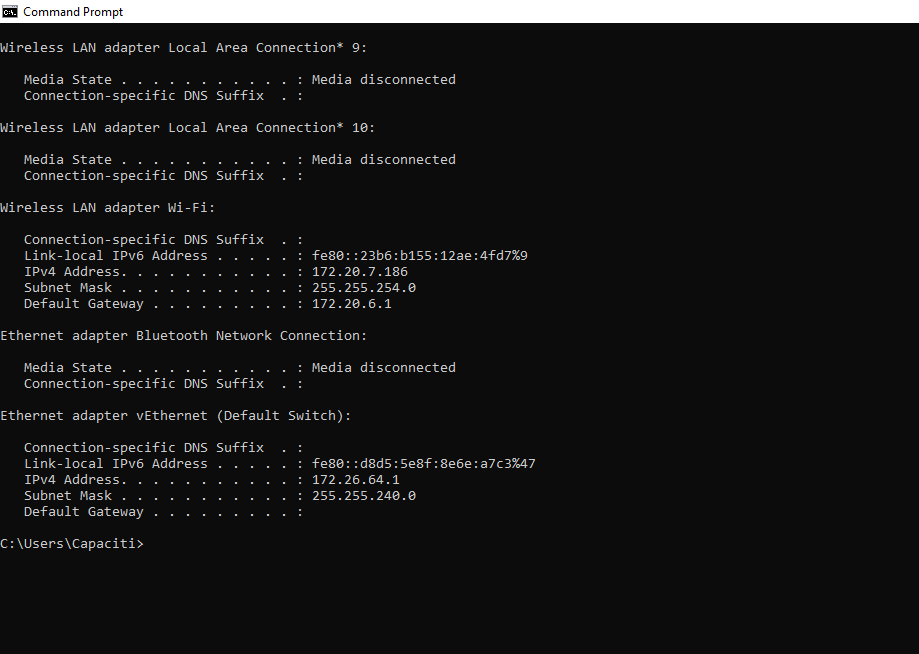 Command Prompt
Wireless LAN adapter Local Area Connection* 9:
Media State . . . . . . . . . . . : Media disconnected
Connection-specific DNS Suffix  . :
Wireless LAN adapter Local Area Connection* 10:
Media State . . . . . . . . . . . : Media disconnected
Connection-specific DNS Suffix  . :
Wireless LAN adapter Wi-Fi:
Connection-specific DNS Suffix  . :
Link-local IPv6 Address . . . . . : fe80::23b6:b155:12ae:4fd7%9
IPv4 Address. . . . . . . . . . . : 172.20.7.186
Subnet Mask . . . . . . . . . . . : 255.255.254.0
Default Gateway . . . . . . . . . : 172.20.6.1
Ethernet adapter Bluetooth Network Connection:
Media State . . . . . . . . . . . : Media disconnected
Connection-specific DNS Suffix  . :
Ethernet adapter vEthernet (Default Switch):
Connection-specific DNS Suffix  . :
Link-local IPv6 Address . . . . . : fe80::d8d5:5e8f:8e6e:a7c3%47
IPv4 Address. . . . . . . . . . . : 172.26.64.1
Subnet Mask . . . . . . . . . . . : 255.255.240.0
Default Gateway . . . . . . . . . :
C:\Users\Capaciti>